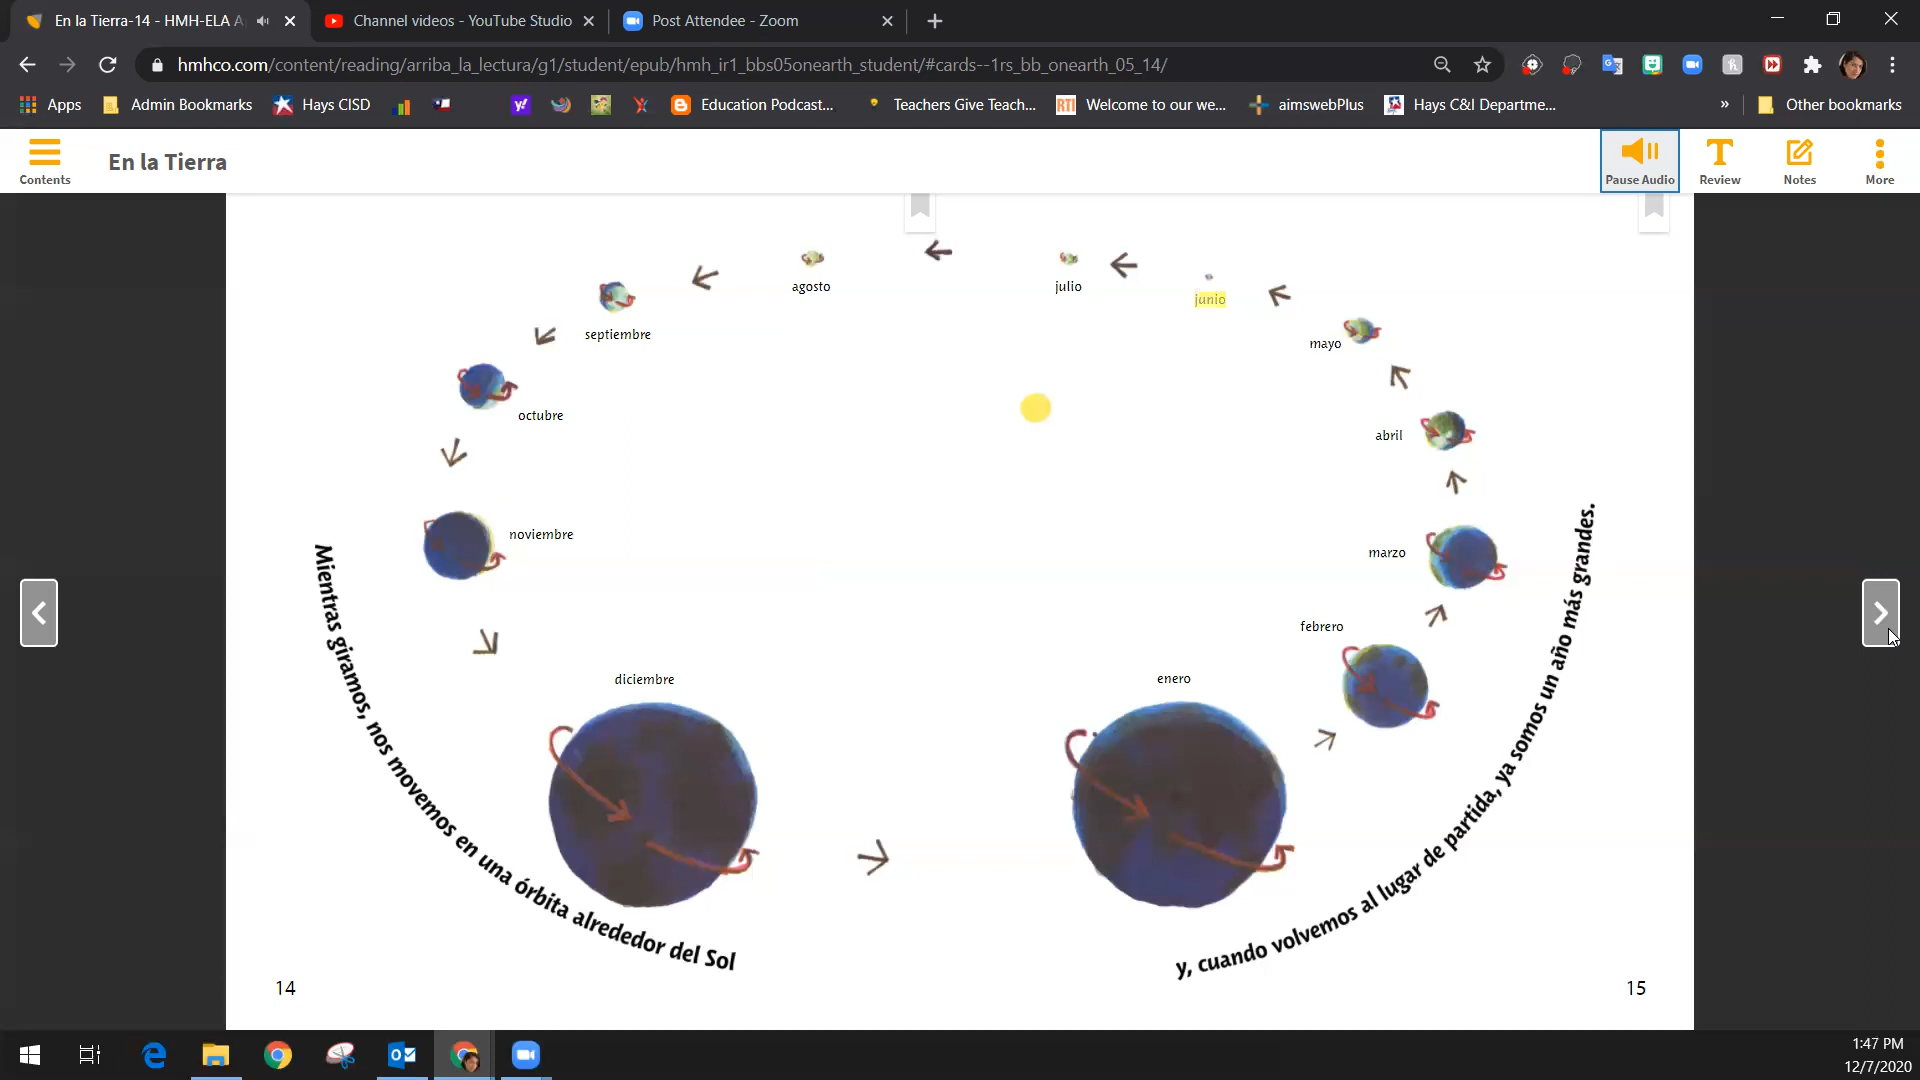 En la Tierra-14 - HMH-ELA A
Channel videos - YouTube Studio
Post Attendee - Zoom
hmhco.com/content/reading/arriba_la_lectura/g1/student/epub/hmh_ir1_bbs05onearth_student/#cards--1rs_bb_onearth_05_14/
Apps
Admin Bookmarks
Hays CISD
Education Podcast...
Teachers Give Teach...
RTI
Welcome to our we...
aimswebPlus
Hays C&I Departme...
Other bookmarks
Contents
En la Tierra
Pause Audio
Review
Notes
More
agosto
julio
junio
septiembre
mayo
octubre
abril
noviembre
marzo
febrero
diciembre
enero
Mientras giramos, nos movemos en una órbita alrededor del Sol
y, cuando volvemos al lugar de partida, ya somos un año más grandes.
14
15
1:47 PM
12/7/2020